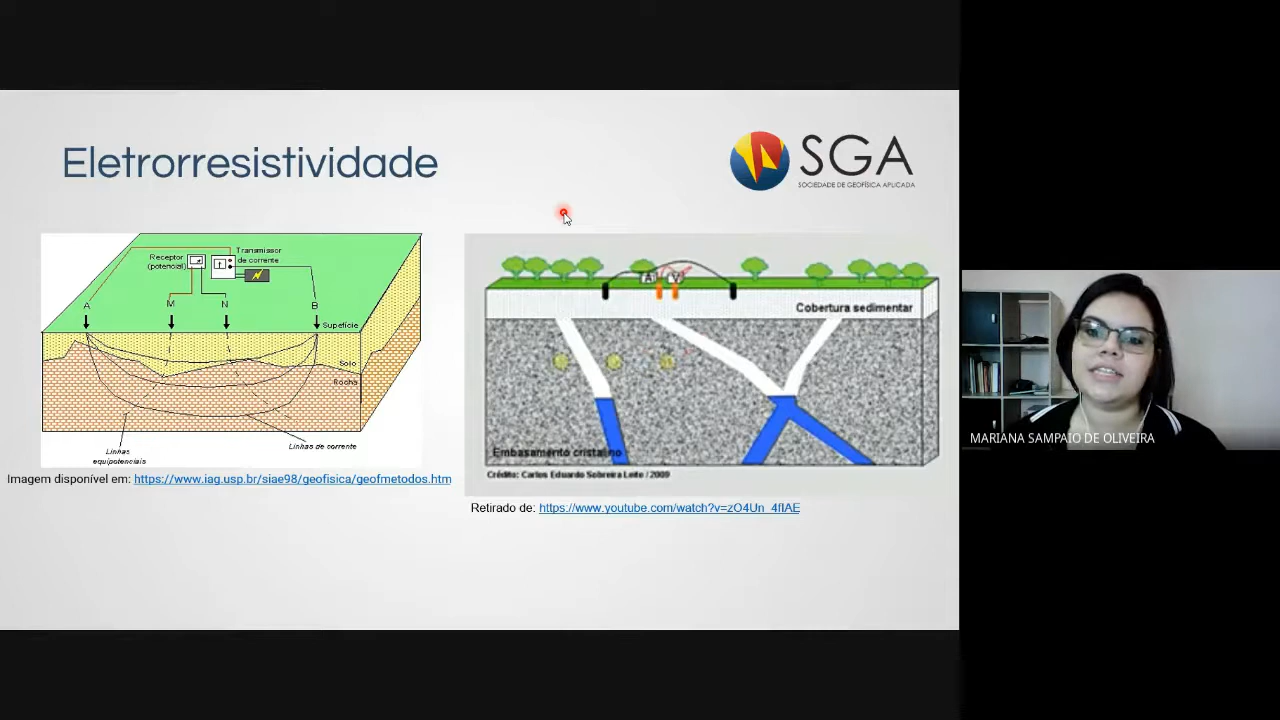 Eletrorresistividade
SGA
SOCIEDADE DE GEOFÍSICA APLICADA
Receptor
(potencial)
Transmissor
de corrente
A
M
N
B
Supefície
Solo
Rocha
Linhas
equipotenciais
Linhas de corrente
Imagem disponível em: https://www.iag.usp.br/siae98/geofisica/geofmetodos.htm
A
V
Cobertura sedimentar
Embasamento cristalino
Crédito: Carlos Eduardo Sobreira Leite / 2009
Retirado de: https://www.youtube.com/watch?v=zO4Un_4fIAE
MARIANA SAMPAIO DE OLIVEIRA